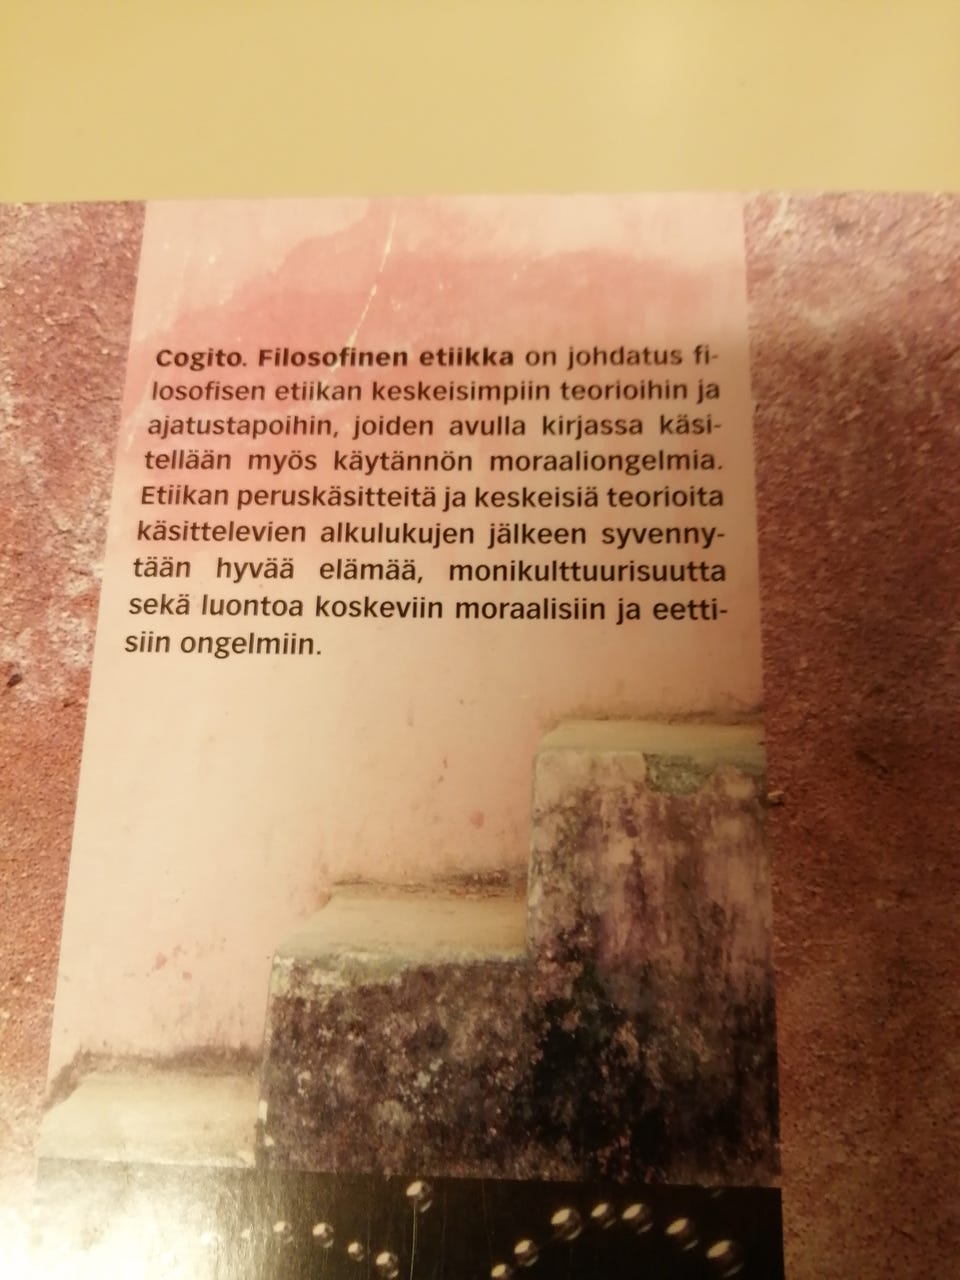 Cogito. Filosofinen etiikka on johdatus fi-
losofisen etiikan keskeisimpiin teorioihin ja
ajatustapoihin, joiden avulla kirjassa käsi-
tellään myös käytännön moraaliongelmia.
Etiikan peruskäsitteitä ja keskeisiä teorioita
käsittelevien alkulukujen jälkeen syvenny-
tään hyvää elämää, monikulttuurisuutta
sekä luontoa koskeviin moraalisiin ja eetti-
siin ongelmiin.